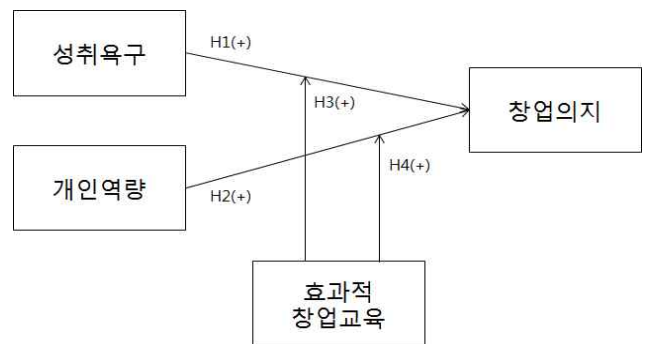 성취욕구
H1(+)
H3(+)
창업의지
개인역량
H2(+)
H4(+)
효과적
창업교육